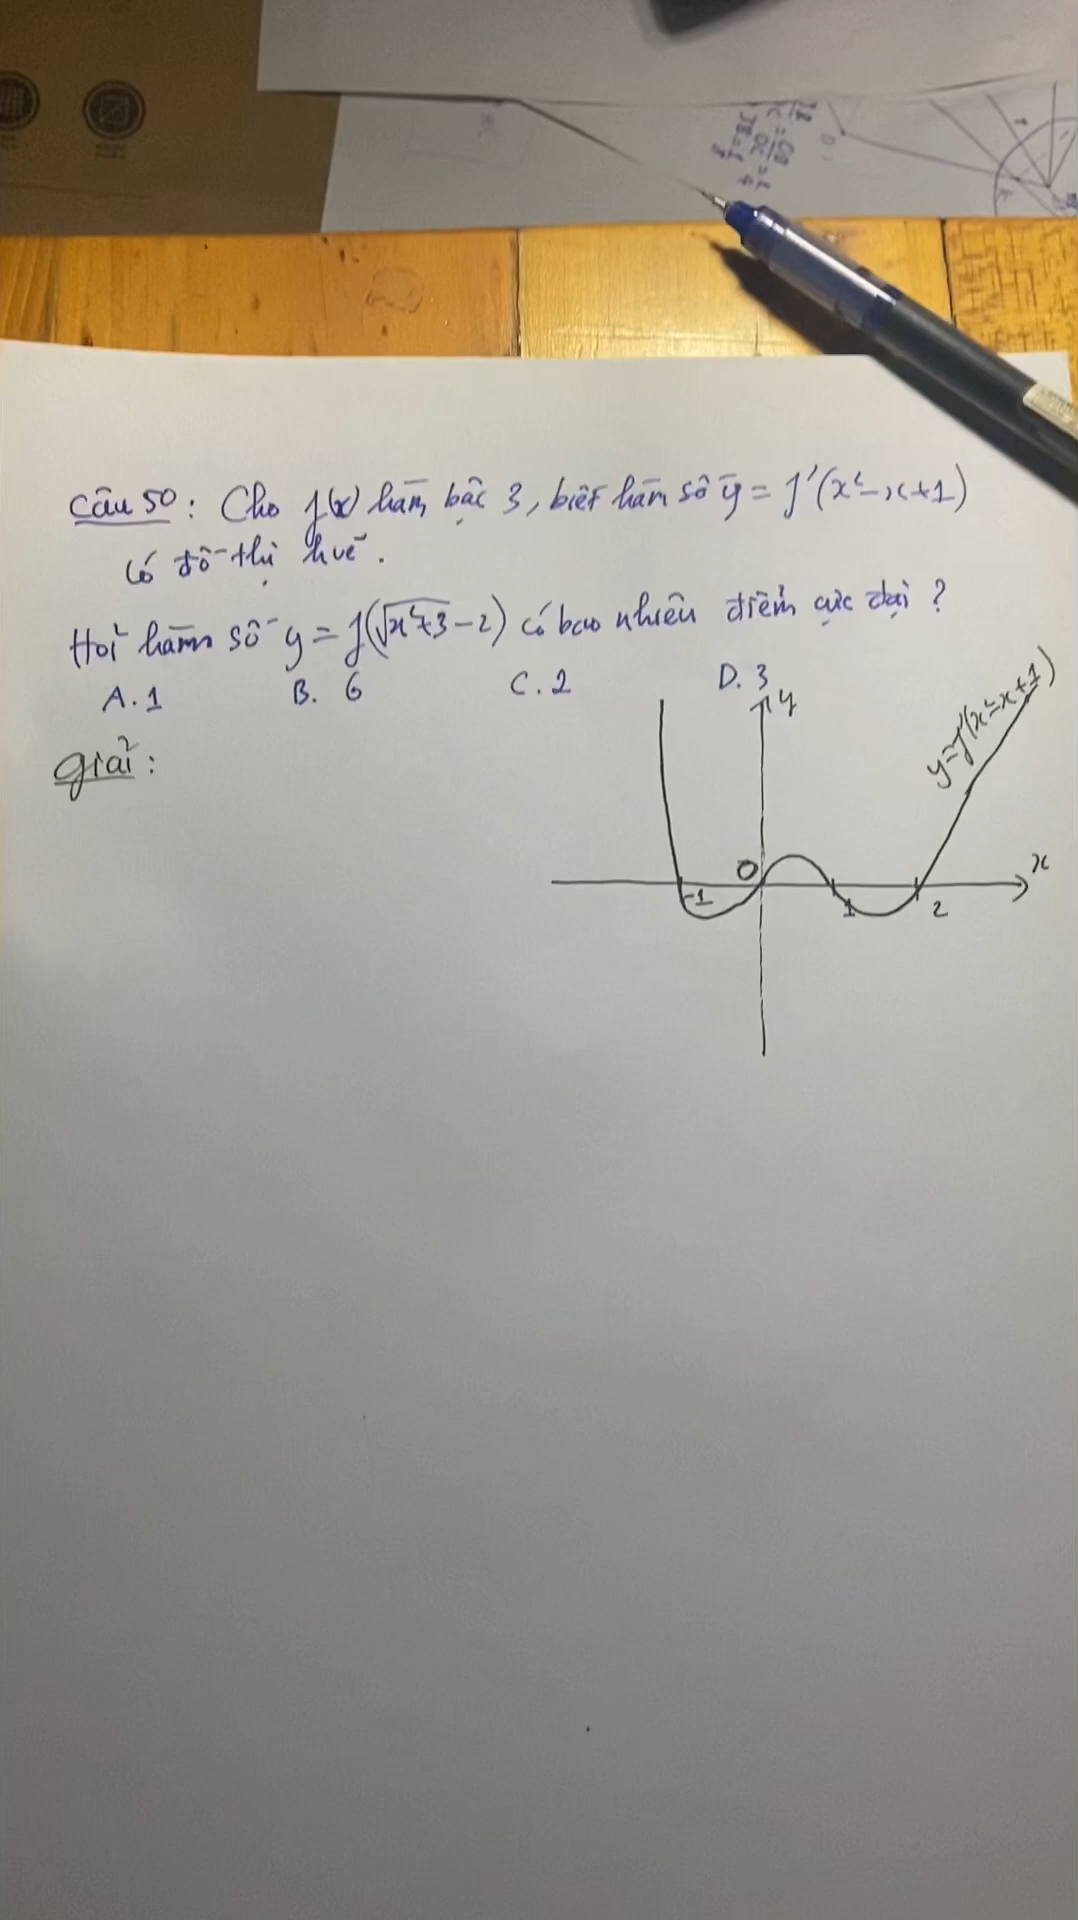 Câu 50: Cho f(x) hàm bậc 3, biết hàm số y = f'(x²-x+1)
có đồ thị h vẽ.
Hỏi hàm số y = f(√x²+3 - 2) có bao nhiêu điểm cực đại ?
A. 1 B. 6 C. 2 D. 3
y
y=f'(x²-x+1)
giải:
O x
-1 1 2